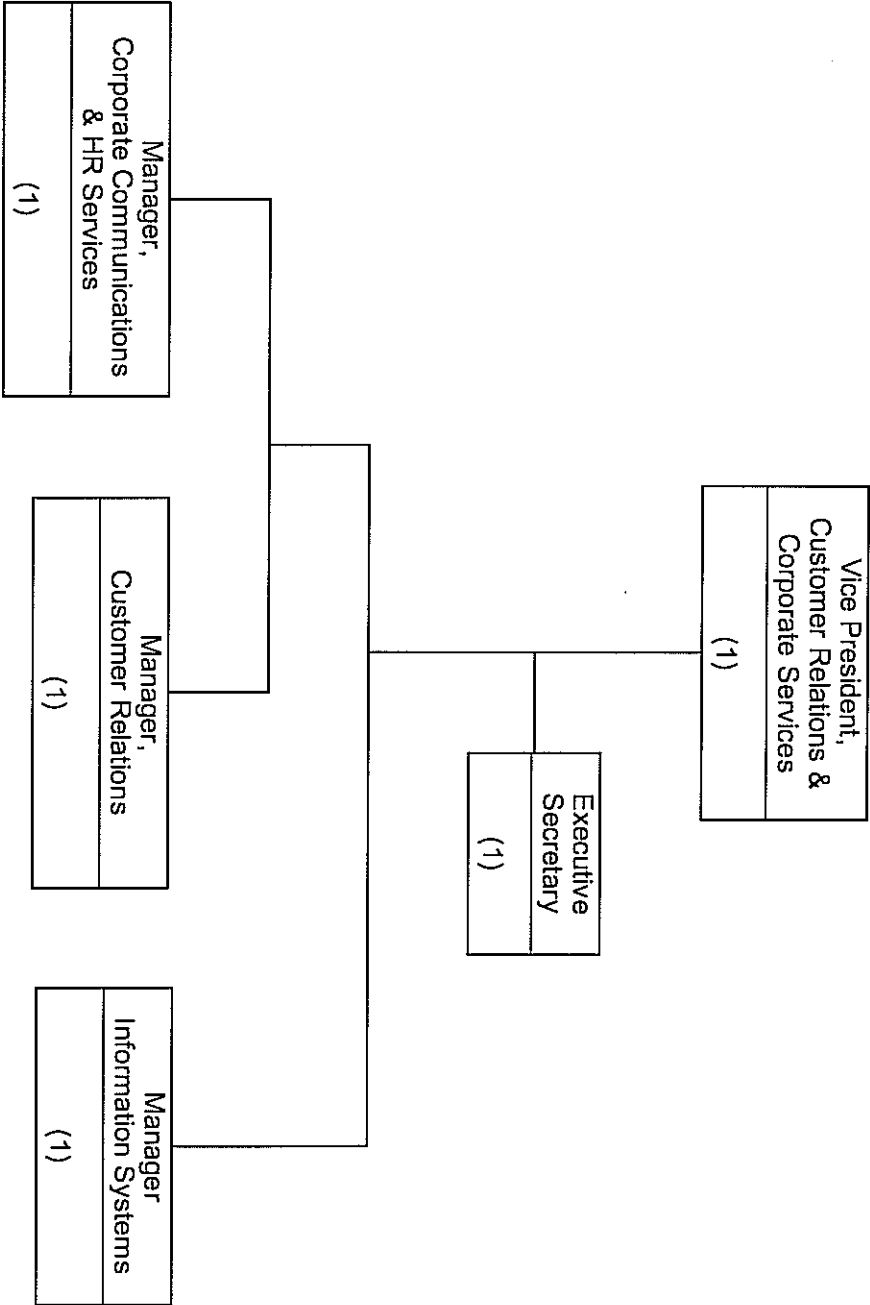 Vice President,
Customer Relations &
Corporate Services
(1)
Executive
Secretary
(1)
Manager,
Corporate Communications
& HR Services
(1)
Manager,
Customer Relations
(1)
Manager
Information Systems
(1)